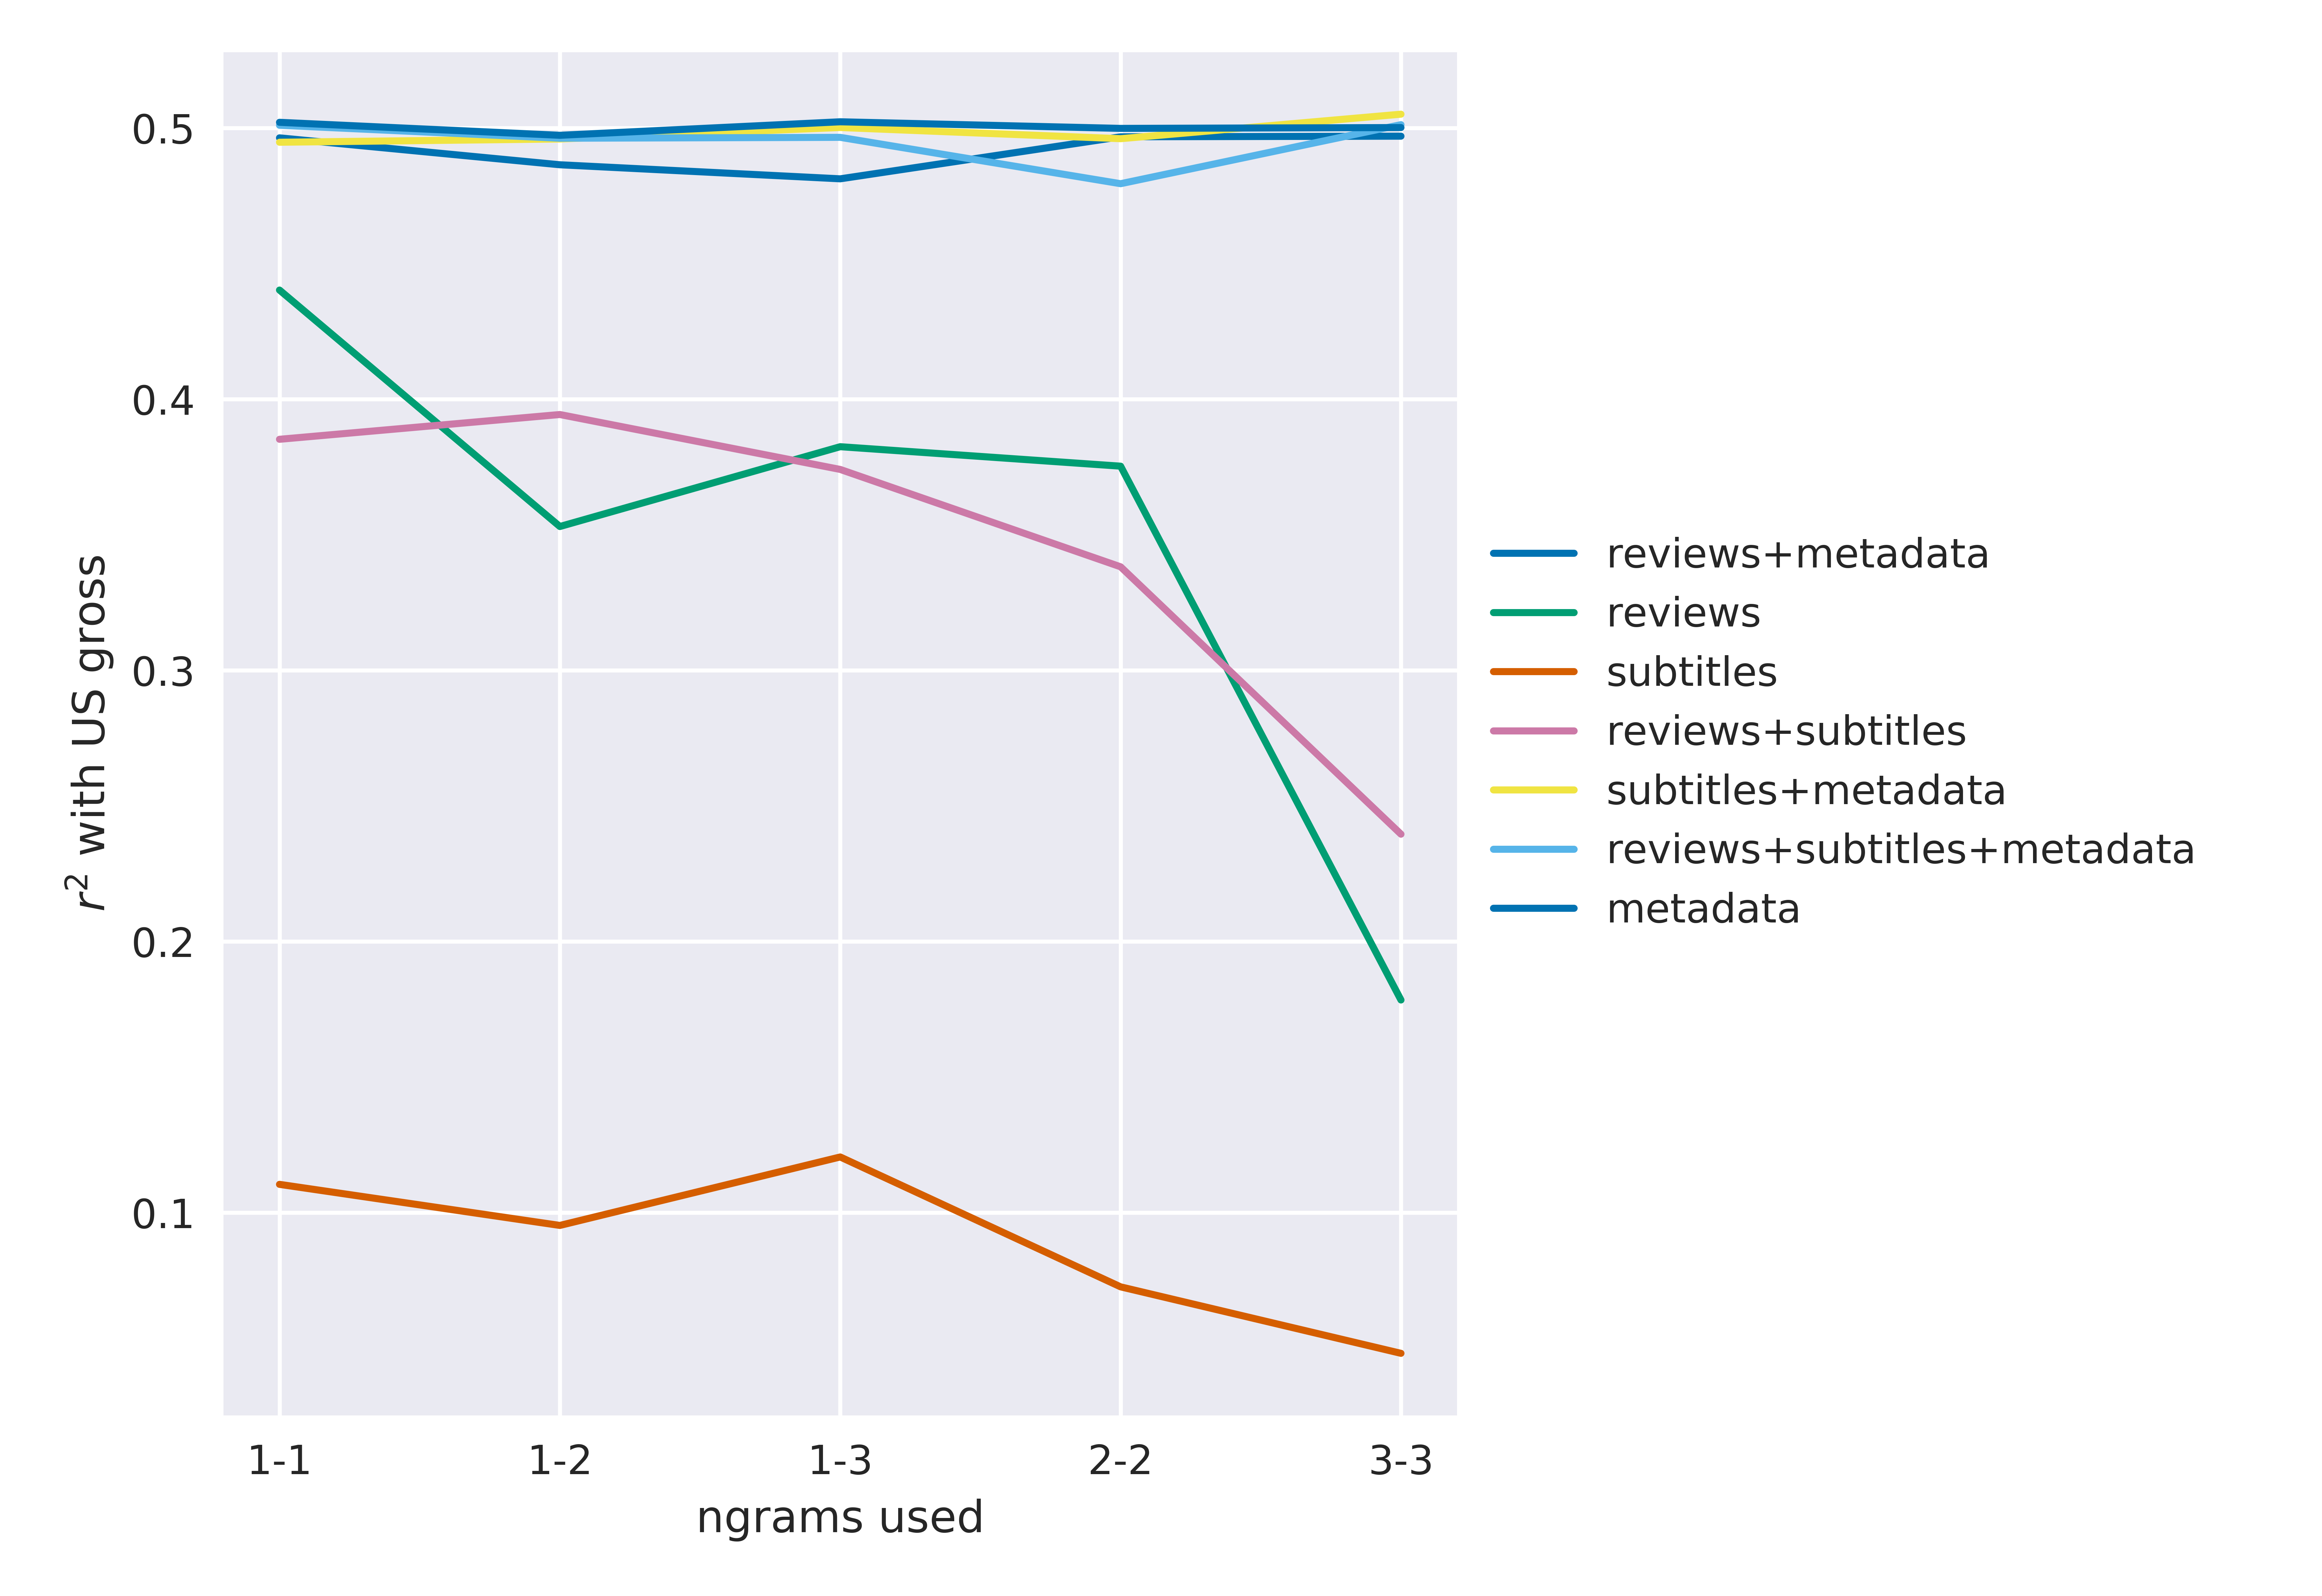 0.5
0.4
0.3
0.2
0.1
r² with US gross
1-1 1-2 1-3 2-2 3-3
ngrams used
reviews+metadata
reviews
subtitles
reviews+subtitles
subtitles+metadata
reviews+subtitles+metadata
metadata